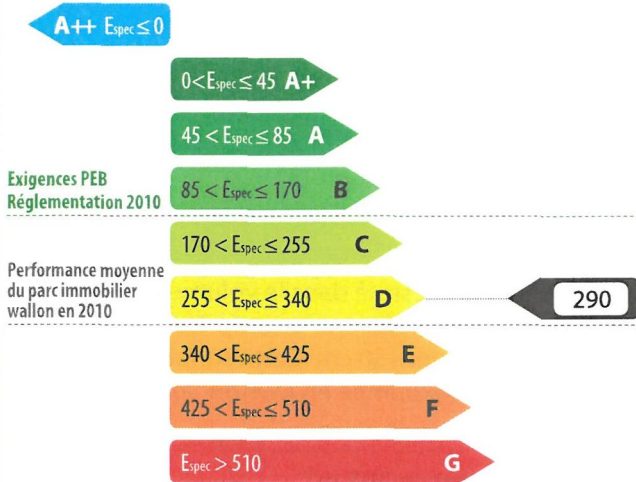 A++ Espec ≤ 0
0 < Espec ≤ 45 A+
45 < Espec ≤ 85 A
Exigences PEB
Réglementation 2010
85 < Espec ≤ 170 B
170 < Espec ≤ 255 C
Performance moyenne
du parc immobilier
wallon en 2010
255 < Espec ≤ 340 D
290
340 < Espec ≤ 425 E
425 < Espec ≤ 510 F
Espec > 510 G